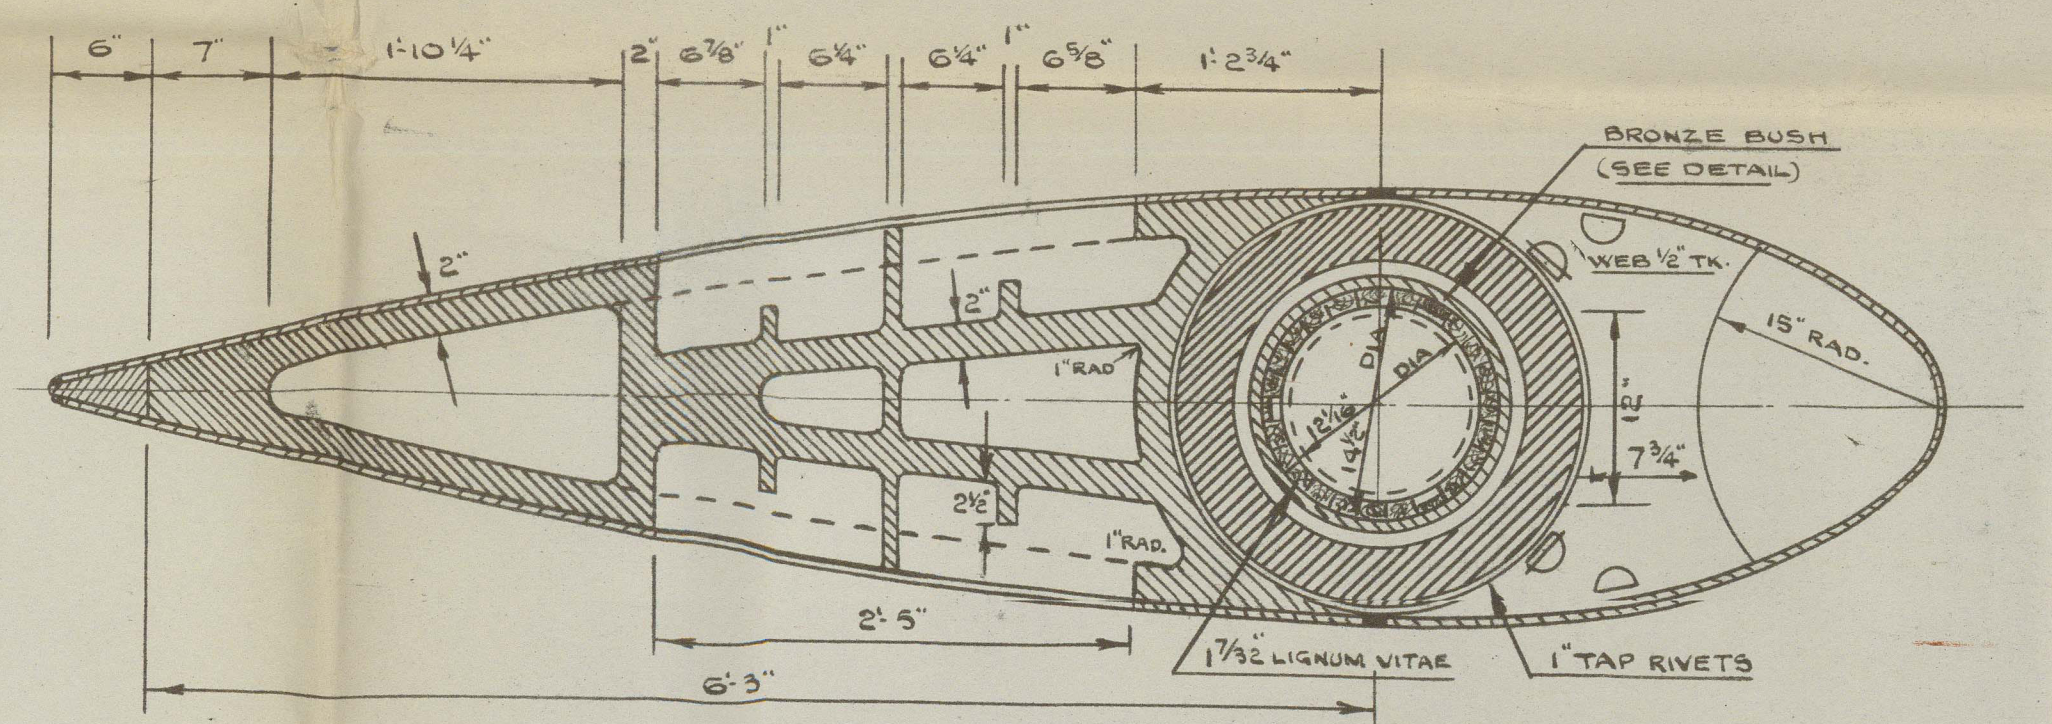 6" 7" 1'-10 1/4" 2" 6 7/8" 1" 6 1/4" 6 1/4" 1" 6 5/8" 1'-2 3/4"
BRONZE BUSH
(SEE DETAIL)
2"
WEB 1/2" TK.
2"
15" RAD.
1" RAD
DIA
DIA
12 1/16"
14 1/2"
12"
7 3/4"
2 1/2"
1" RAD.
2'-5"
1 7/32" LIGNUM VITAE
1" TAP RIVETS
6'-3"